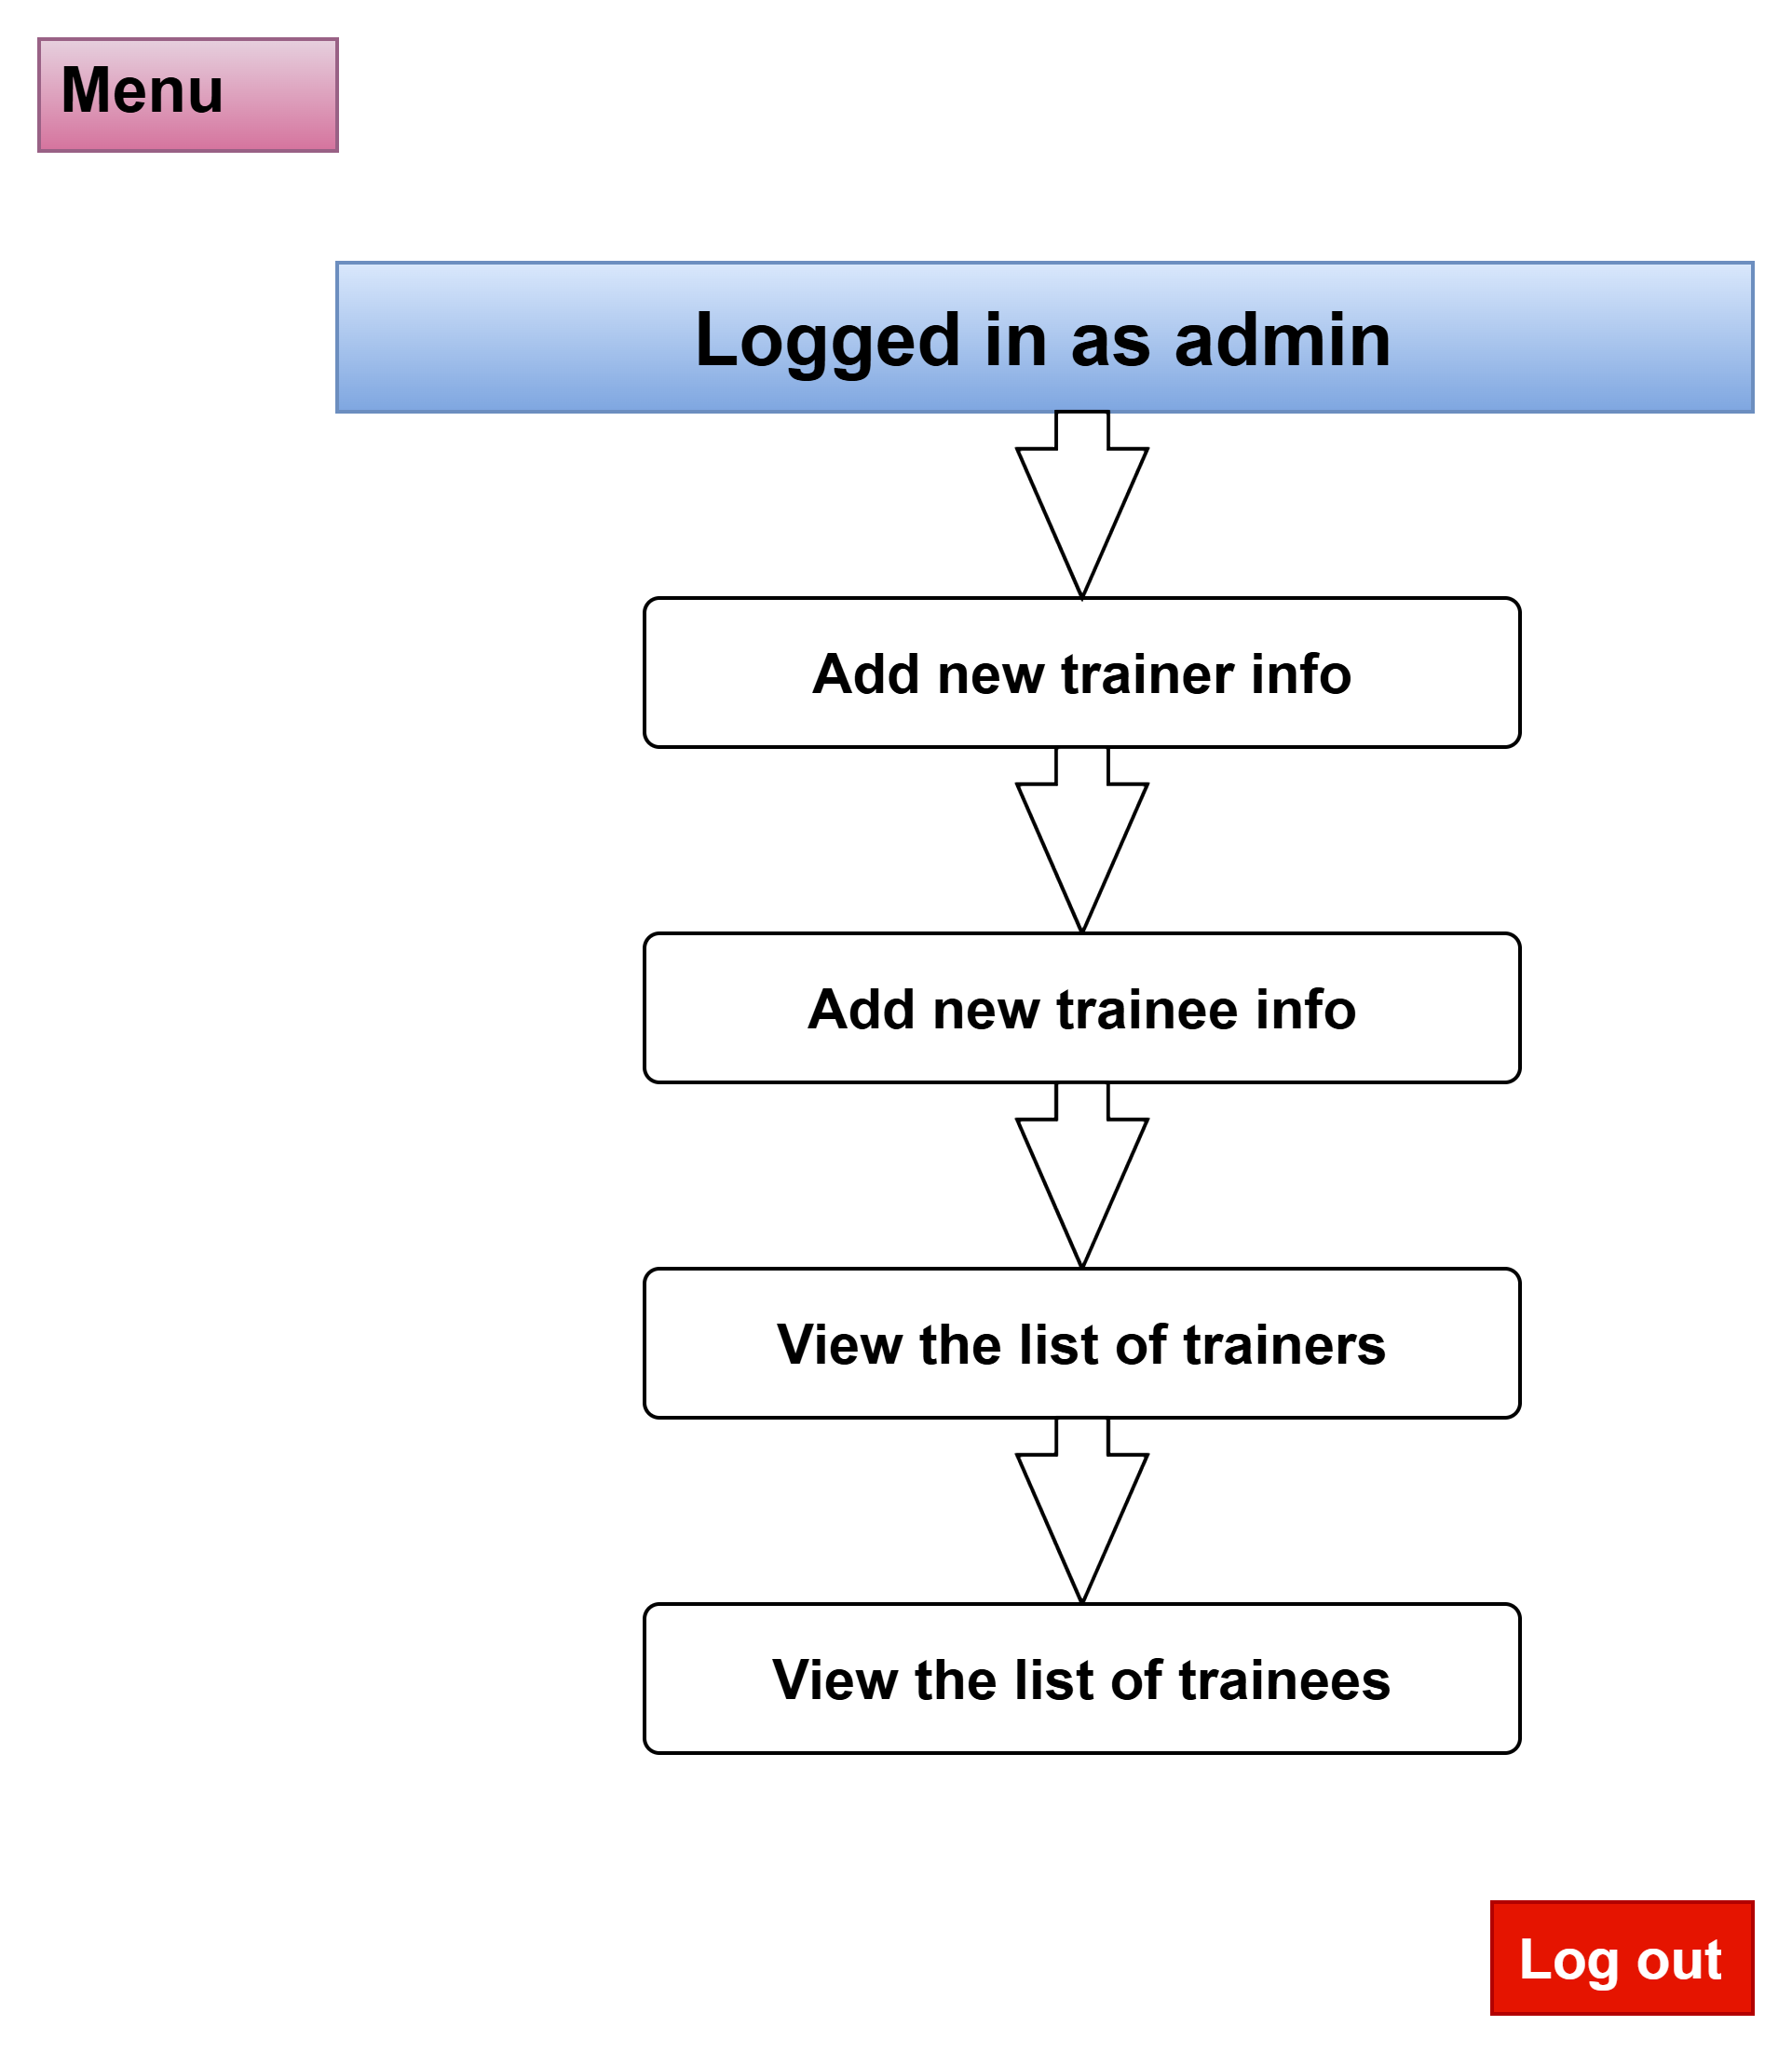 Menu
Logged in as admin
Add new trainer info
Add new trainee info
View the list of trainers
View the list of trainees
Log out